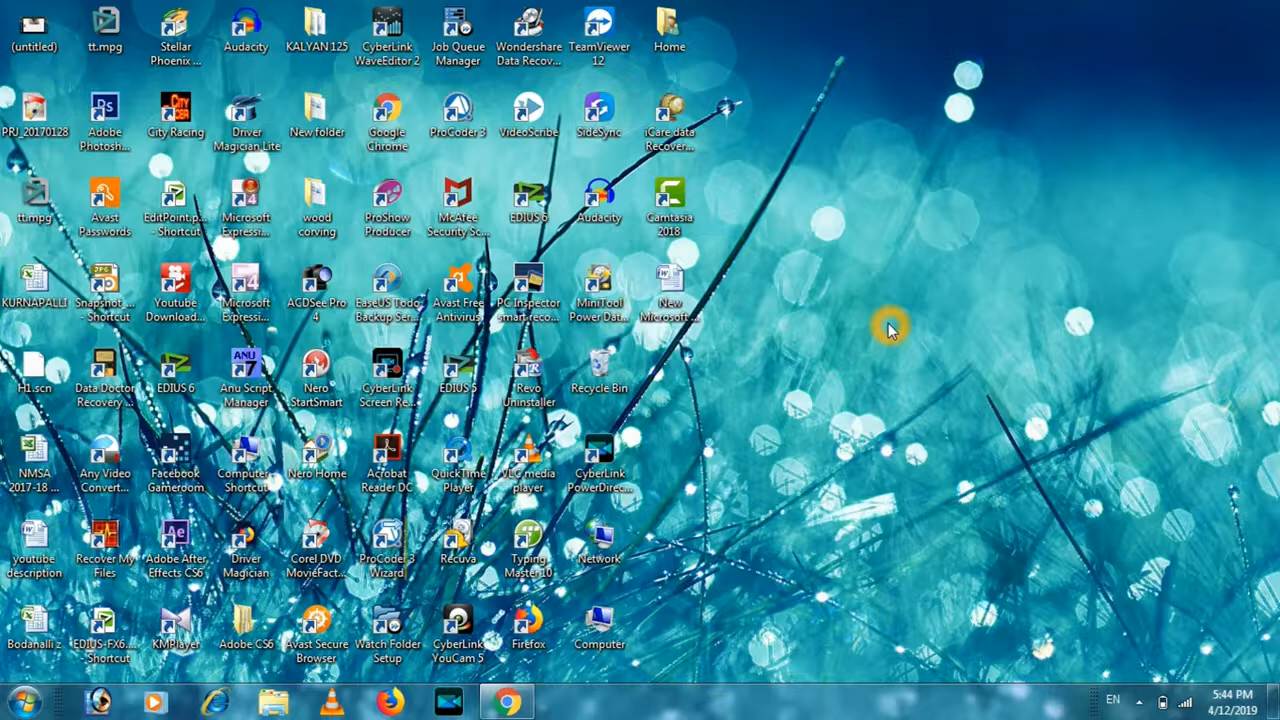 (untitled)
tt.mpg
Stellar
Phoenix ...
Audacity
KALYAN 125
CyberLink
WaveEditor 2
Job Queue
Manager
Wondershare
Data Recov...
TeamViewer
12
Home
PRJ_20170128
Adobe
Photosh...
City Racing
Driver
Magician Lite
New folder
Google
Chrome
ProCoder 3
VideoScribe
SideSync
iCare data
Recover...
tt.mpg
Avast
Passwords
EditPoint.p...
- Shortcut
Microsoft
Expressi...
wood
corving
ProShow
Producer
McAfee
Security Sc...
EDIUS 6
Audacity
Camtasia
2018
KURNAPALLI
Snapshot_...
- Shortcut
Youtube
Download...
Microsoft
Expressi...
ACDSee Pro
4
EaseUS Todo
Backup Ser...
Avast Free
Antivirus
PC Inspector
smart reco...
MiniTool
Power Dat...
New
Microsoft ...
H1.scn
Data Doctor
Recovery ...
EDIUS 6
Anu Script
Manager
Nero
StartSmart
CyberLink
Screen Re...
EDIUS 5
Revo
Uninstaller
Recycle Bin
NMSA
2017-18 ...
Any Video
Convert...
Facebook
Gameroom
Computer -
Shortcut
Nero Home
Acrobat
Reader DC
QuickTime
Player
VLC media
player
CyberLink
PowerDirec...
youtube
description
Recover My
Files
Adobe After
Effects CS6
Driver
Magician
Corel DVD
MovieFact...
ProCoder 3
Wizard
Recuva
Typing
Master 10
Network
Bodanalli z
EDIUS-FX6....
- Shortcut
KMPlayer
Adobe CS6
Avast Secure
Browser
Watch Folder
Setup
CyberLink
YouCam 5
Firefox
Computer
EN
5:44 PM
4/12/2019